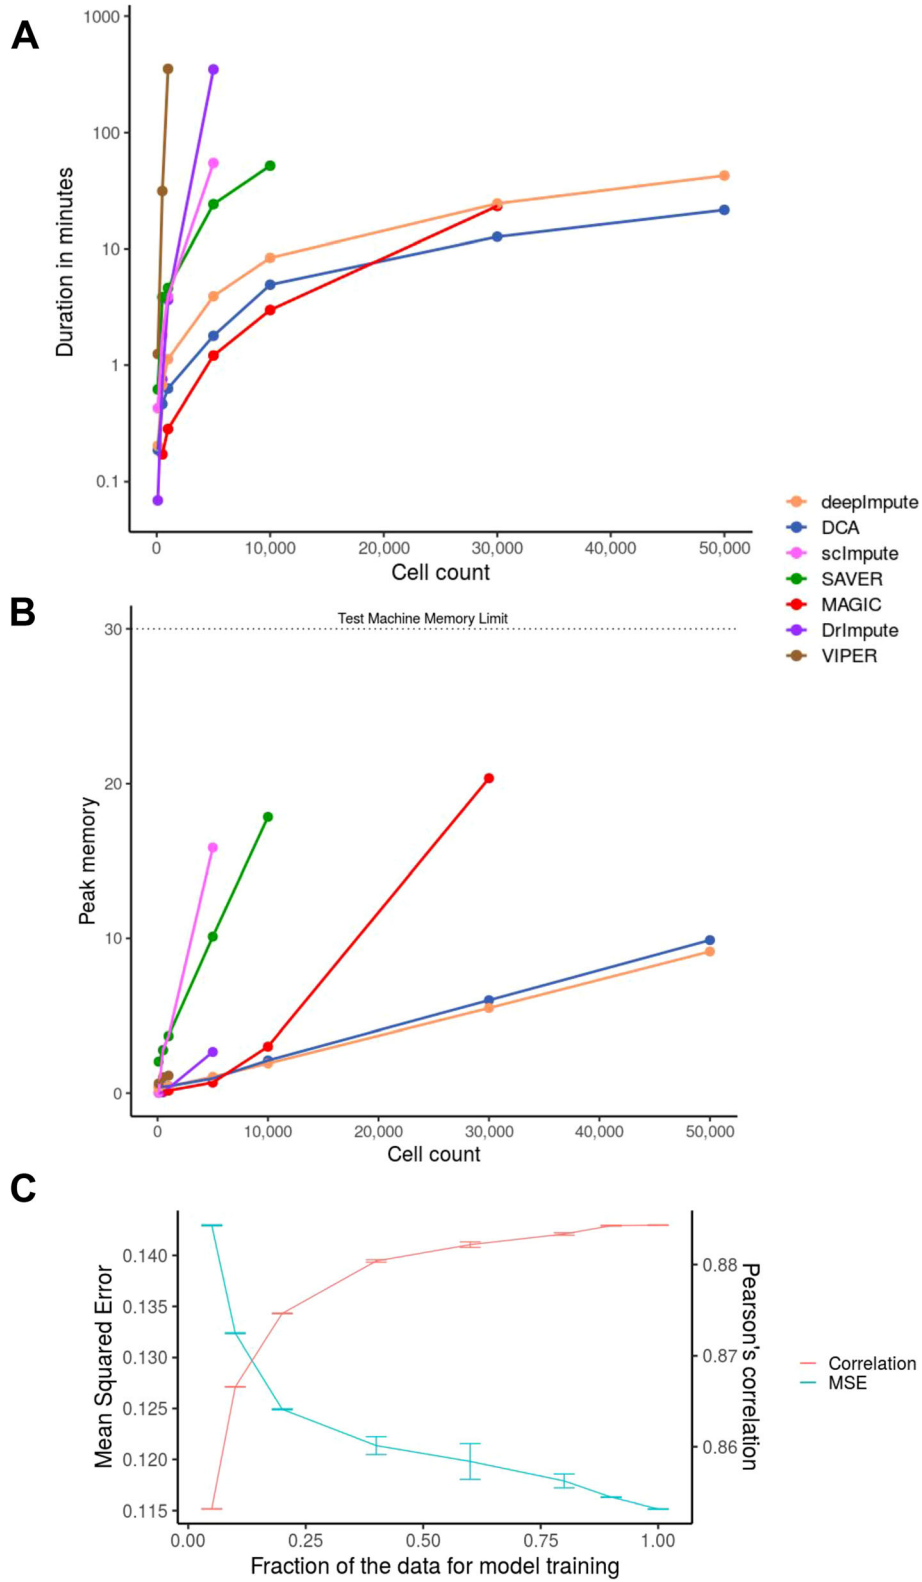 A
1000
100
10
1
0.1
Duration in minutes
0
10,000
20,000
30,000
40,000
50,000
Cell count
deepImpute
DCA
scImpute
SAVER
MAGIC
DrImpute
VIPER
B
Test Machine Memory Limit
30
20
10
0
Peak memory
0
10,000
20,000
30,000
40,000
50,000
Cell count
C
0.140
0.135
0.130
0.125
0.120
0.115
Mean Squared Error
0.88
0.87
0.86
Pearson's correlation
0.00
0.25
0.50
0.75
1.00
Fraction of the data for model training
Correlation
MSE